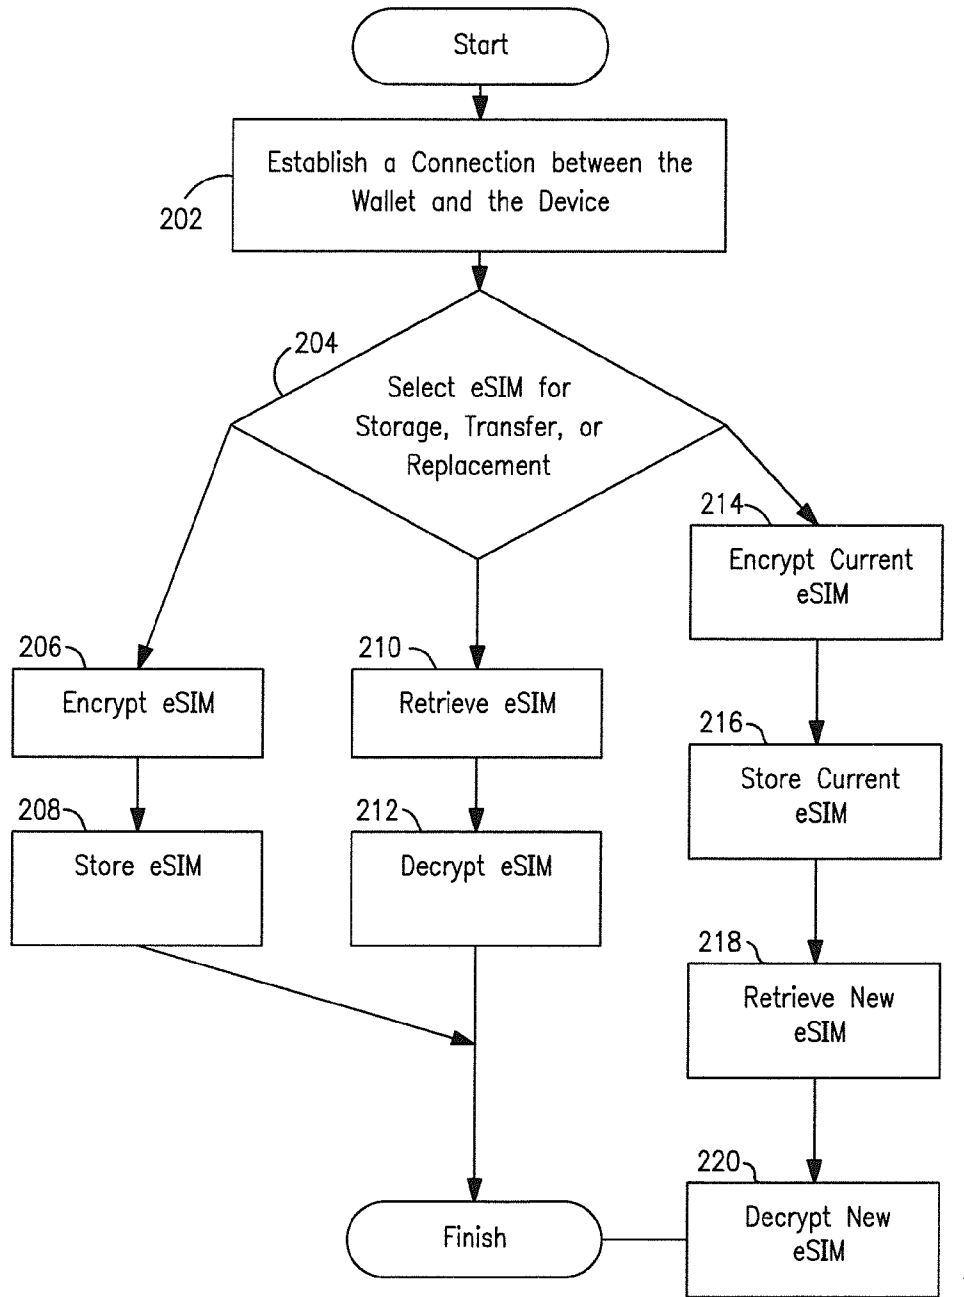 Start
Establish a Connection between the
Wallet and the Device
202
204
Select eSIM for
Storage, Transfer, or
Replacement
206
Encrypt eSIM
208
Store eSIM
210
Retrieve eSIM
212
Decrypt eSIM
214
Encrypt Current
eSIM
216
Store Current
eSIM
218
Retrieve New
eSIM
220
Decrypt New
eSIM
Finish